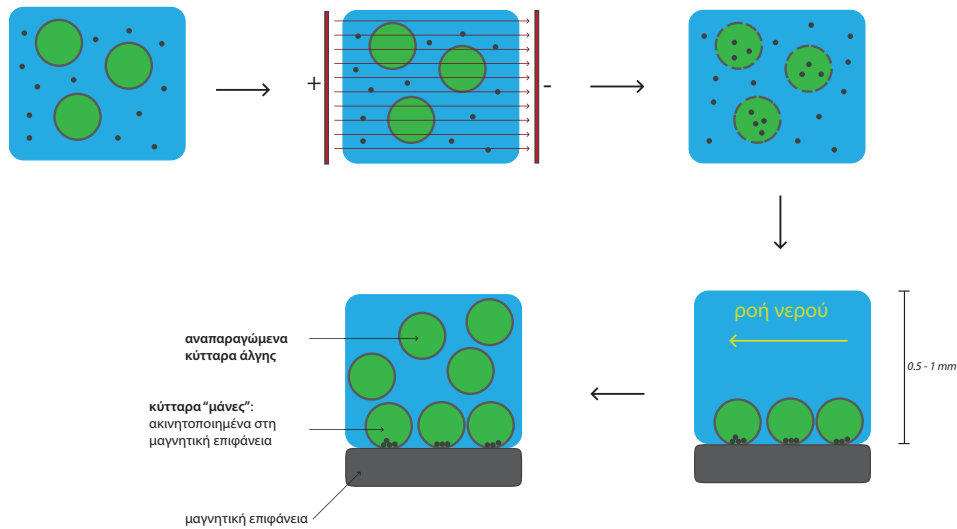 +
-
ροή νερού
0.5 - 1 mm
αναπαραγώμενα
κύτταρα άλγης
κύτταρα “μάνες”:
ακινητοποιημένα στη
μαγνητική επιφάνεια
μαγνητική επιφάνεια